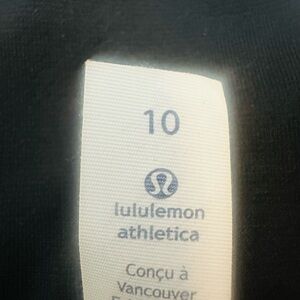 10
lululemon
athletica
Conçu à
Vancouver